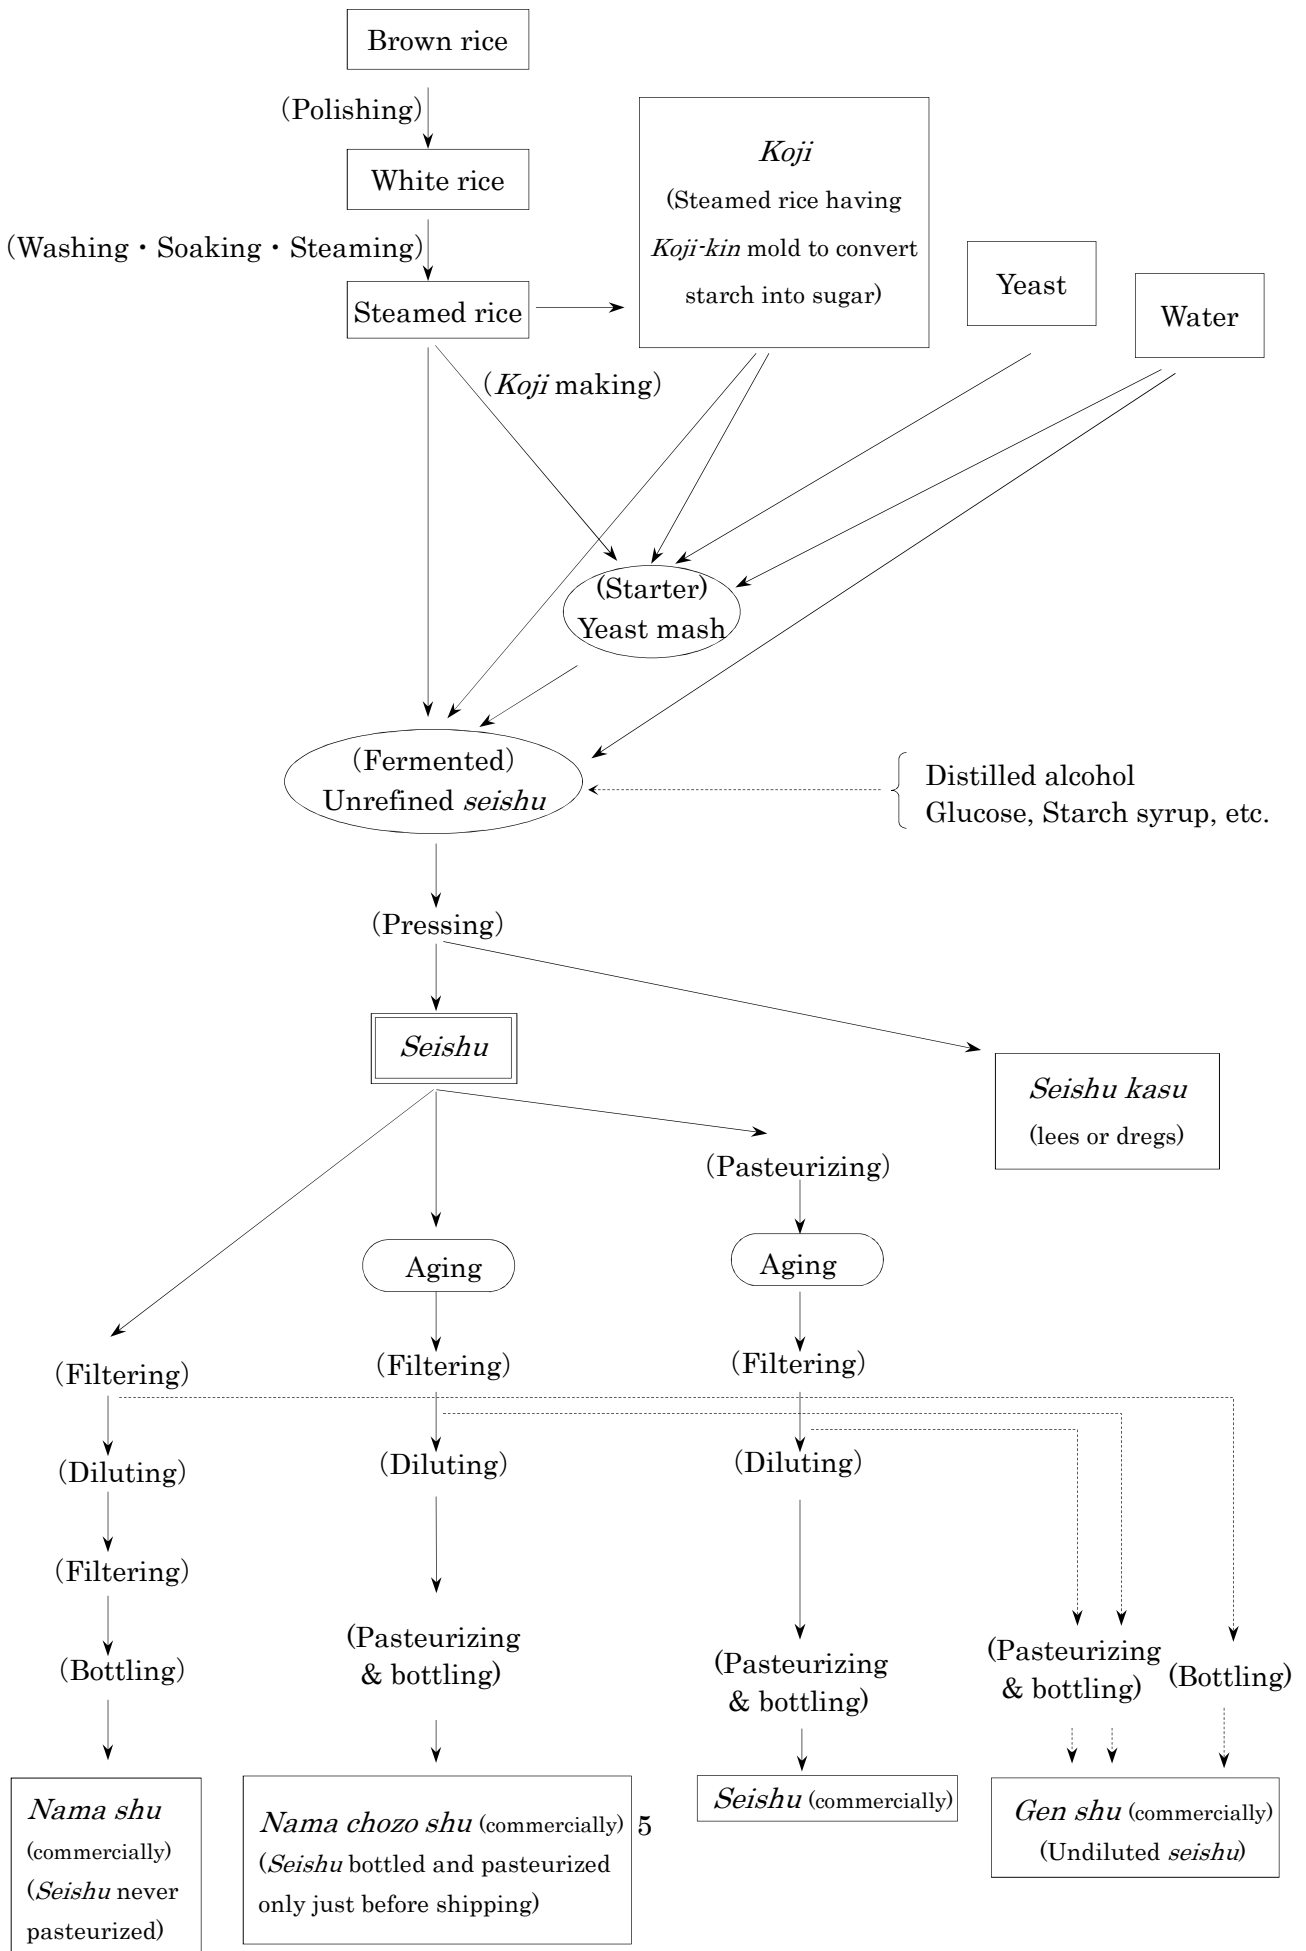 Brown rice
(Polishing)
White rice
(Washing・Soaking・Steaming)
Steamed rice
Koji
(Steamed rice having
Koji-kin mold to convert
starch into sugar)
Yeast
Water
(Koji making)
(Starter)
Yeast mash
(Fermented)
Unrefined seishu
Distilled alcohol
Glucose, Starch syrup, etc.
(Pressing)
Seishu
Seishu kasu
(lees or dregs)
(Pasteurizing)
Aging
Aging
(Filtering)
(Filtering)
(Filtering)
(Diluting)
(Diluting)
(Diluting)
(Filtering)
(Bottling)
(Pasteurizing
& bottling)
(Pasteurizing
& bottling)
(Pasteurizing
& bottling)
(Bottling)
Nama shu
(commercially)
(Seishu never
pasteurized)
Nama chozo shu (commercially)
(Seishu bottled and pasteurized
only just before shipping)
5
Seishu (commercially)
Gen shu (commercially)
(Undiluted seishu)